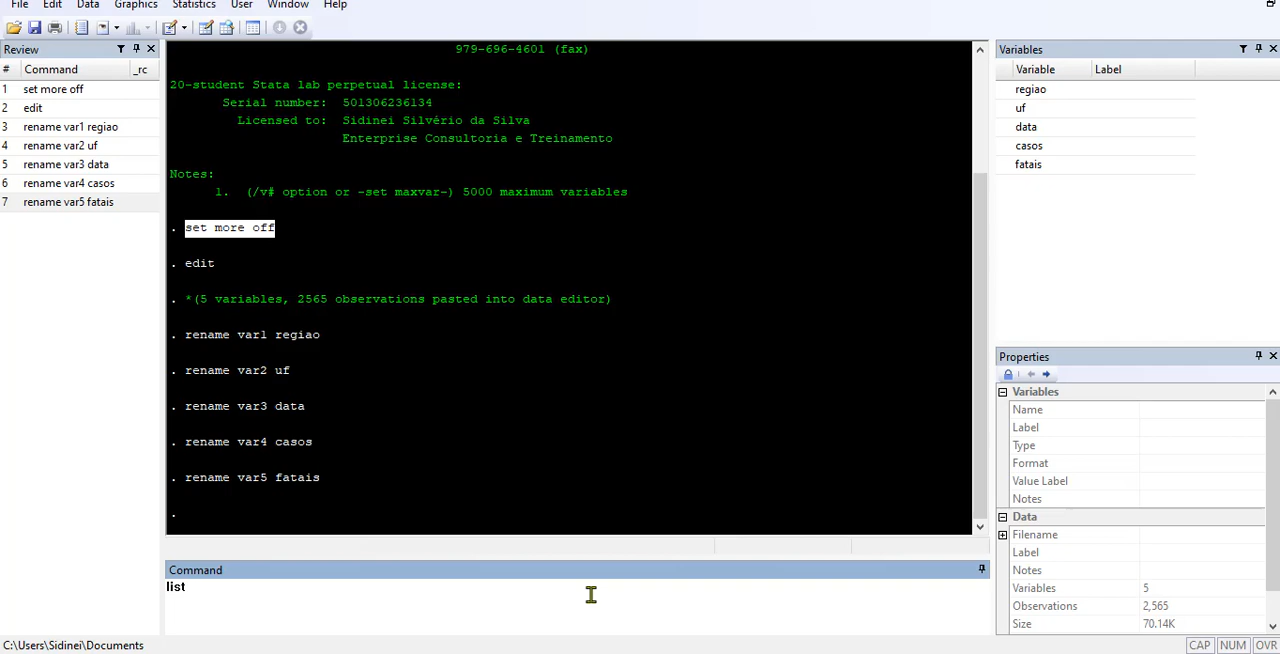 File Edit Data Graphics Statistics User Window Help
Review
# Command _rc
1 set more off
2 edit
3 rename var1 regiao
4 rename var2 uf
5 rename var3 data
6 rename var4 casos
7 rename var5 fatais
979-696-4601 (fax)
20-student Stata lab perpetual license:
Serial number: 501306236134
Licensed to: Sidinei Silvério da Silva
Enterprise Consultoria e Treinamento
Notes:
1. (/v# option or -set maxvar-) 5000 maximum variables
. set more off
. edit
. *(5 variables, 2565 observations pasted into data editor)
. rename var1 regiao
. rename var2 uf
. rename var3 data
. rename var4 casos
. rename var5 fatais
.
Command
list
Variables
Variable Label
regiao
uf
data
casos
fatais
Properties
Variables
Name
Label
Type
Format
Value Label
Notes
Data
Filename
Label
Notes
Variables 5
Observations 2,565
Size 70.14K
C:\Users\Sidinei\Documents
CAP NUM OVR